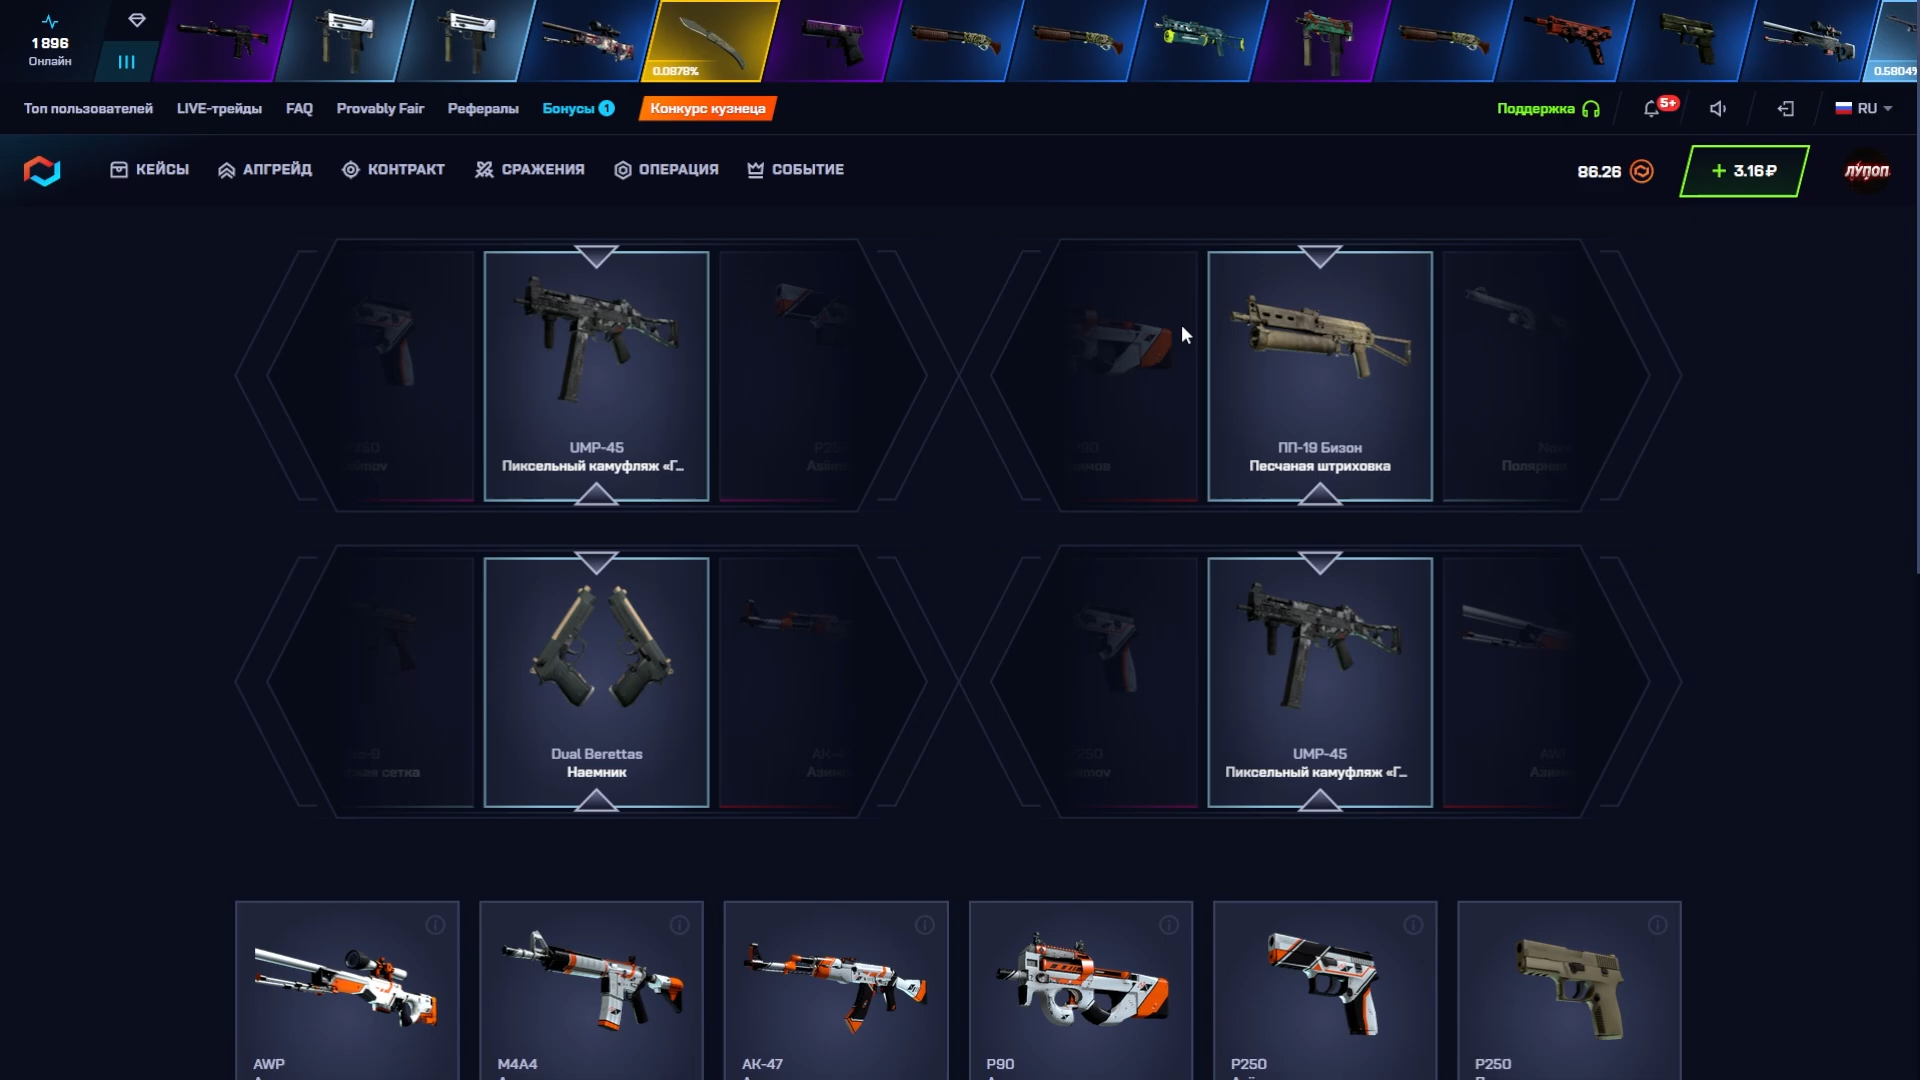 1 896
Онлайн
0.0878%
0.5804%
Топ пользователей
LIVE-трейды
FAQ
Provably Fair
Рефералы
Бонусы 1
Конкурс кузнеца
Поддержка
5+
RU
КЕЙСЫ
АПГРЕЙД
КОНТРАКТ
СРАЖЕНИЯ
ОПЕРАЦИЯ
СОБЫТИЕ
86.26
+ 3.16₽
ЛУПОП
UMP-45
Пиксельный камуфляж «Г...
ПП-19 Бизон
Песчаная штриховка
Dual Berettas
Наемник
UMP-45
Пиксельный камуфляж «Г...
AWP
M4A4
AK-47
P90
P250
P250